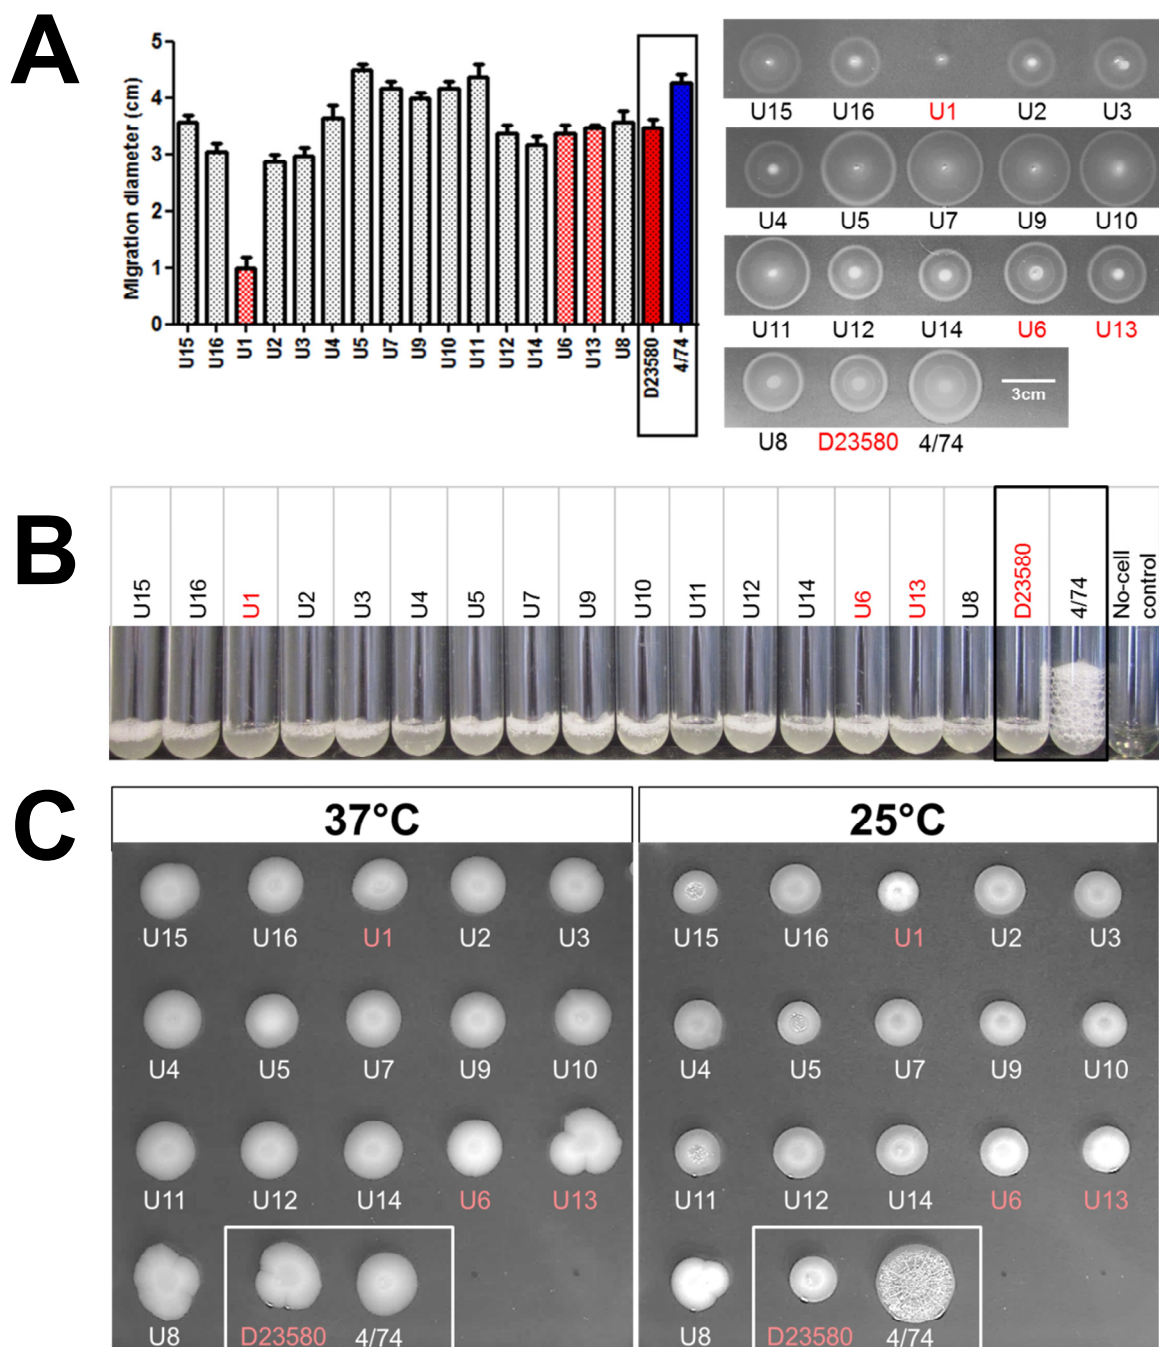 A
Migration diameter (cm)
5
4
3
2
1
0
U15 U16 U1 U2 U3 U4 U5 U7 U9 U10 U11 U12 U14 U6 U13 U8 D23580 4/74
U15 U16 U1 U2 U3
U4 U5 U7 U9 U10
U11 U12 U14 U6 U13
3cm
U8 D23580 4/74
B
U15 U16 U1 U2 U3 U4 U5 U7 U9 U10 U11 U12 U14 U6 U13 U8 D23580 4/74 No-cell control
C
37°C
U15 U16 U1 U2 U3
U4 U5 U7 U9 U10
U11 U12 U14 U6 U13
U8 D23580 4/74
25°C
U15 U16 U1 U2 U3
U4 U5 U7 U9 U10
U11 U12 U14 U6 U13
U8 D23580 4/74